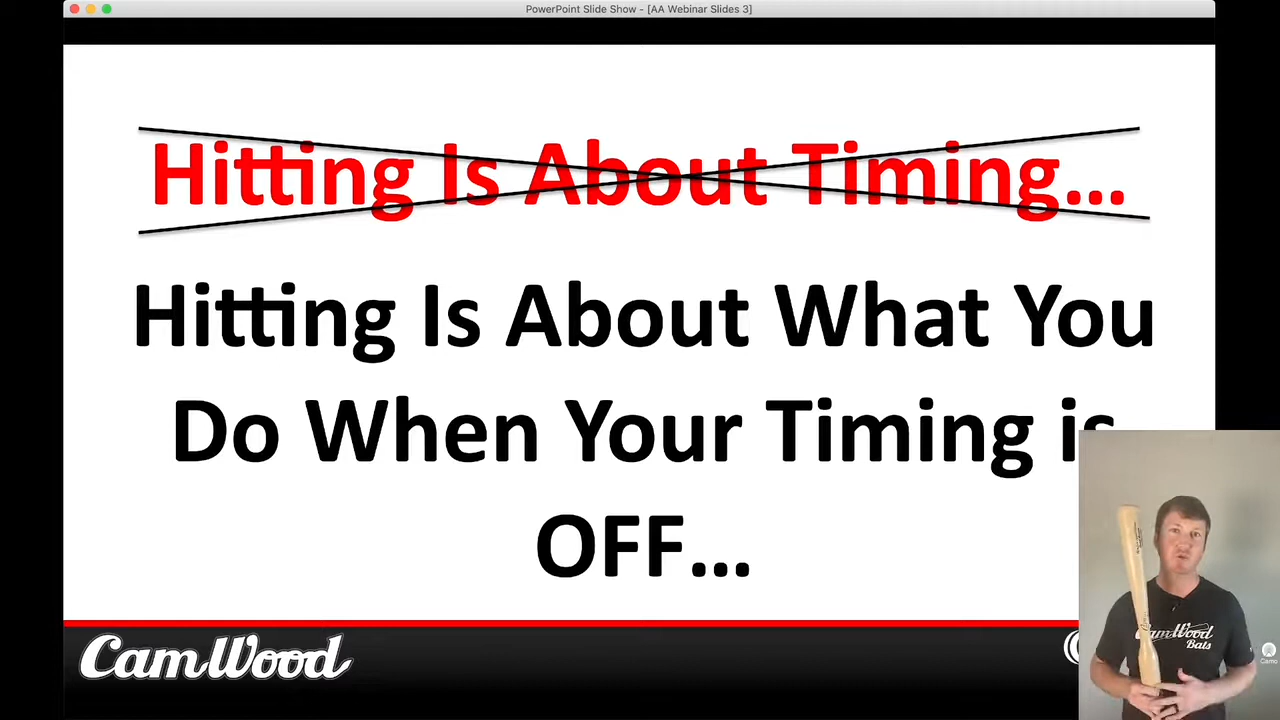 PowerPoint Slide Show - [AA Webinar Slides 3]
Hitting Is About Timing...
Hitting Is About What You
Do When Your Timing is
OFF...
CamWood
CamWood
Bats
Camo